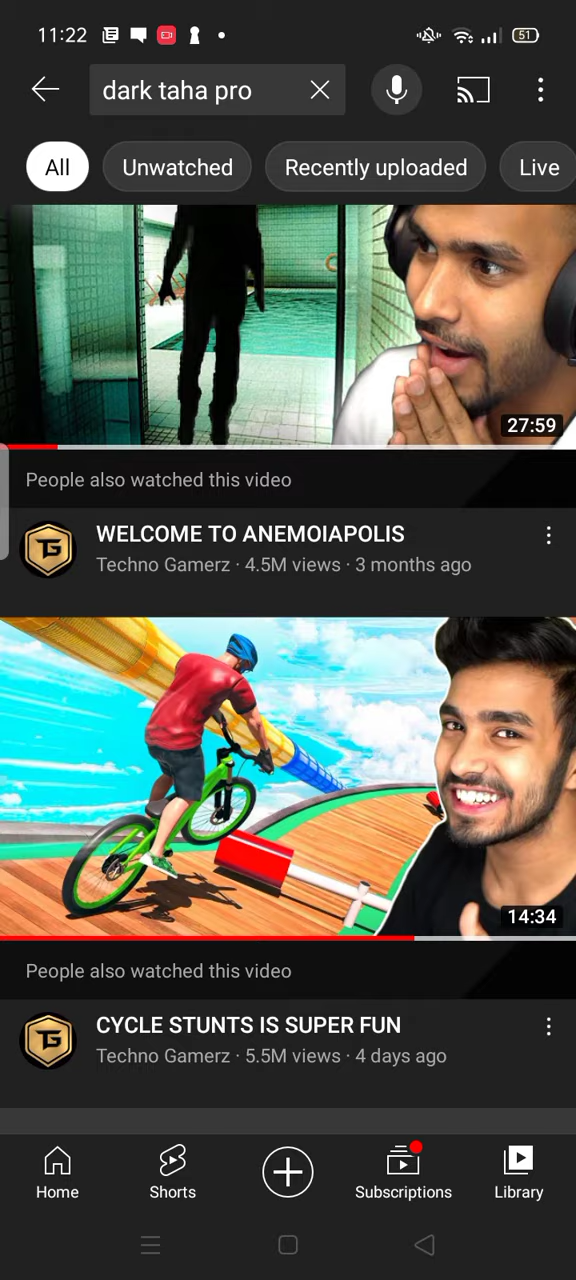 11:22
51
dark taha pro
All
Unwatched
Recently uploaded
Live
27:59
People also watched this video
TG
WELCOME TO ANEMOIAPOLIS
Techno Gamerz · 4.5M views · 3 months ago
14:34
People also watched this video
TG
CYCLE STUNTS IS SUPER FUN
Techno Gamerz · 5.5M views · 4 days ago
Home
Shorts
Subscriptions
Library